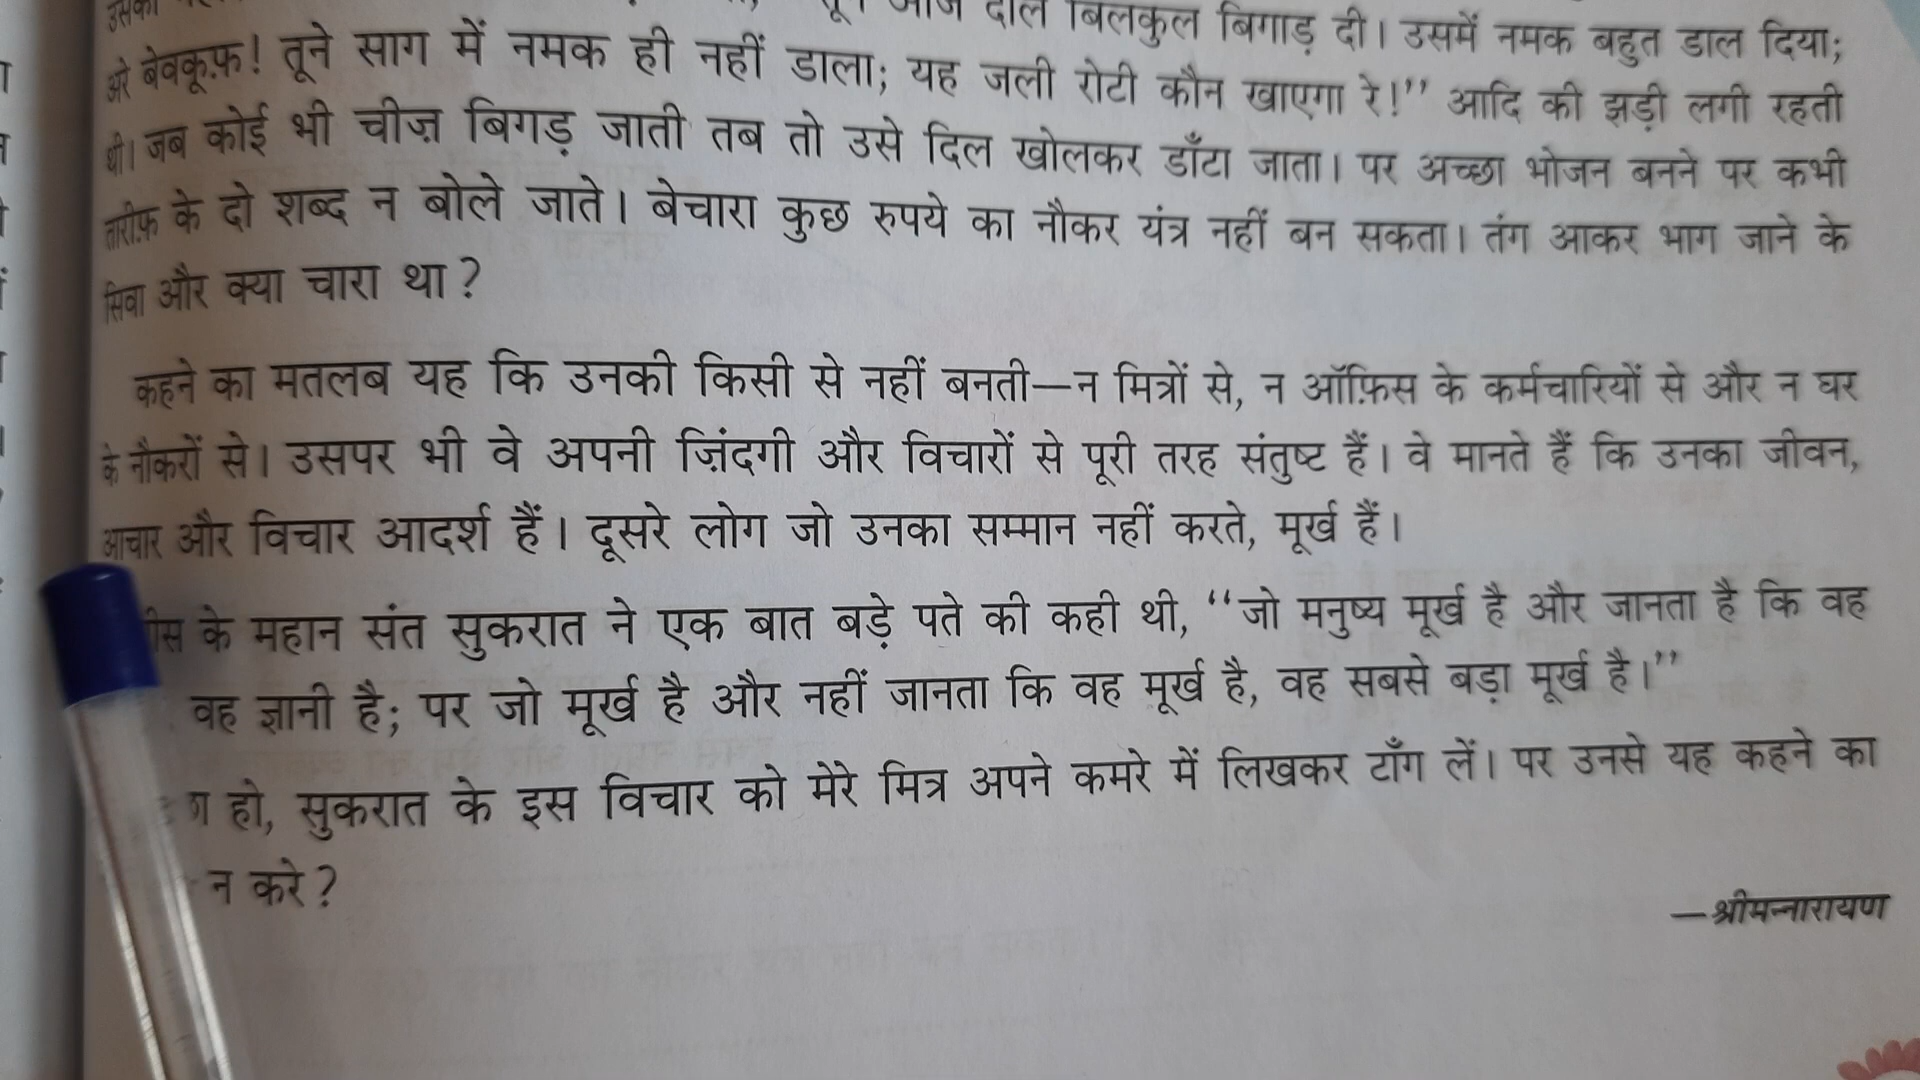 उसका
दाल बिलकुल बिगाड़ दी। उसमें नमक बहुत डाल दिया;
अरे बेवकूफ़! तूने साग में नमक ही नहीं डाला; यह जली रोटी कौन खाएगा रे!’’ आदि की झड़ी लगी रहती
थी। जब कोई भी चीज़ बिगड़ जाती तब तो उसे दिल खोलकर डाँटा जाता। पर अच्छा भोजन बनने पर कभी
तारीफ़ के दो शब्द न बोले जाते। बेचारा कुछ रुपये का नौकर यंत्र नहीं बन सकता। तंग आकर भाग जाने के
सिवा और क्या चारा था?
कहने का मतलब यह कि उनकी किसी से नहीं बनती—न मित्रों से, न ऑफ़िस के कर्मचारियों से और न घर
के नौकरों से। उसपर भी वे अपनी ज़िंदगी और विचारों से पूरी तरह संतुष्ट हैं। वे मानते हैं कि उनका जीवन,
आचार और विचार आदर्श हैं। दूसरे लोग जो उनका सम्मान नहीं करते, मूर्ख हैं।
के महान संत सुकरात ने एक बात बड़े पते की कही थी, ‘‘जो मनुष्य मूर्ख है और जानता है कि वह
वह ज्ञानी है; पर जो मूर्ख है और नहीं जानता कि वह मूर्ख है, वह सबसे बड़ा मूर्ख है।’’
हो, सुकरात के इस विचार को मेरे मित्र अपने कमरे में लिखकर टाँग लें। पर उनसे यह कहने का
न करे?
—श्रीमन्नारायण